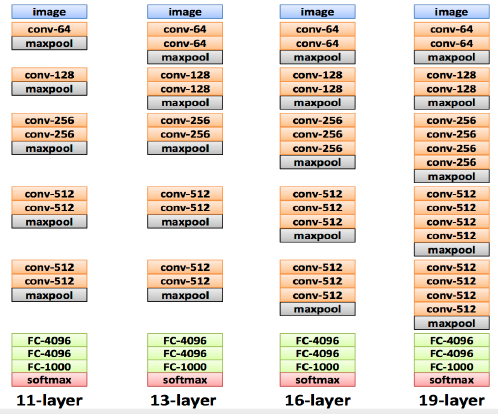 image
conv-64
maxpool
conv-128
maxpool
conv-256
conv-256
maxpool
conv-512
conv-512
maxpool
conv-512
conv-512
maxpool
FC-4096
FC-4096
FC-1000
softmax
11-layer
image
conv-64
conv-64
maxpool
conv-128
conv-128
maxpool
conv-256
conv-256
maxpool
conv-512
conv-512
maxpool
conv-512
conv-512
maxpool
FC-4096
FC-4096
FC-1000
softmax
13-layer
image
conv-64
conv-64
maxpool
conv-128
conv-128
maxpool
conv-256
conv-256
conv-256
maxpool
conv-512
conv-512
conv-512
maxpool
conv-512
conv-512
conv-512
maxpool
FC-4096
FC-4096
FC-1000
softmax
16-layer
image
conv-64
conv-64
maxpool
conv-128
conv-128
maxpool
conv-256
conv-256
conv-256
conv-256
maxpool
conv-512
conv-512
conv-512
conv-512
maxpool
conv-512
conv-512
conv-512
conv-512
maxpool
FC-4096
FC-4096
FC-1000
softmax
19-layer